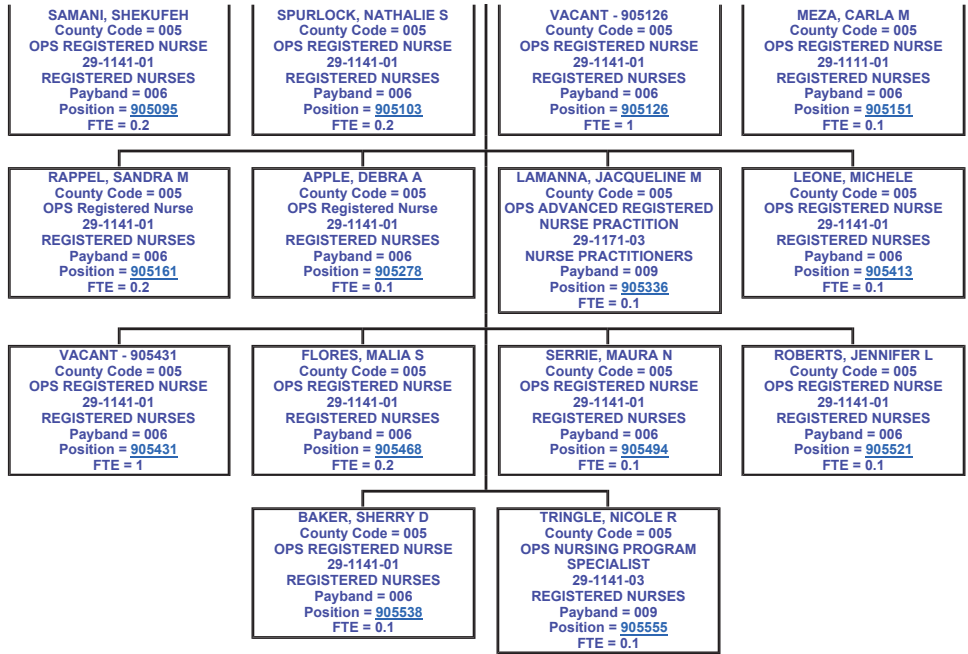 SAMANI, SHEKUFEH
County Code = 005
OPS REGISTERED NURSE
29-1141-01
REGISTERED NURSES
Payband = 006
Position = 905095
FTE = 0.2
SPURLOCK, NATHALIE S
County Code = 005
OPS REGISTERED NURSE
29-1141-01
REGISTERED NURSES
Payband = 006
Position = 905103
FTE = 0.2
VACANT - 905126
County Code = 005
OPS REGISTERED NURSE
29-1141-01
REGISTERED NURSES
Payband = 006
Position = 905126
FTE = 1
MEZA, CARLA M
County Code = 005
OPS REGISTERED NURSE
29-1111-01
REGISTERED NURSES
Payband = 006
Position = 905151
FTE = 0.1
RAPPEL, SANDRA M
County Code = 005
OPS Registered Nurse
29-1141-01
REGISTERED NURSES
Payband = 006
Position = 905161
FTE = 0.2
APPLE, DEBRA A
County Code = 005
OPS Registered Nurse
29-1141-01
REGISTERED NURSES
Payband = 006
Position = 905278
FTE = 0.1
LAMANNA, JACQUELINE M
County Code = 005
OPS ADVANCED REGISTERED
NURSE PRACTITION
29-1171-03
NURSE PRACTITIONERS
Payband = 009
Position = 905336
FTE = 0.1
LEONE, MICHELE
County Code = 005
OPS REGISTERED NURSE
29-1141-01
REGISTERED NURSES
Payband = 006
Position = 905413
FTE = 0.1
VACANT - 905431
County Code = 005
OPS REGISTERED NURSE
29-1141-01
REGISTERED NURSES
Payband = 006
Position = 905431
FTE = 1
FLORES, MALIA S
County Code = 005
OPS REGISTERED NURSE
29-1141-01
REGISTERED NURSES
Payband = 006
Position = 905468
FTE = 0.2
SERRIE, MAURA N
County Code = 005
OPS REGISTERED NURSE
29-1141-01
REGISTERED NURSES
Payband = 006
Position = 905494
FTE = 0.1
ROBERTS, JENNIFER L
County Code = 005
OPS REGISTERED NURSE
29-1141-01
REGISTERED NURSES
Payband = 006
Position = 905521
FTE = 0.1
BAKER, SHERRY D
County Code = 005
OPS REGISTERED NURSE
29-1141-01
REGISTERED NURSES
Payband = 006
Position = 905538
FTE = 0.1
TRINGLE, NICOLE R
County Code = 005
OPS NURSING PROGRAM
SPECIALIST
29-1141-03
REGISTERED NURSES
Payband = 009
Position = 905555
FTE = 0.1